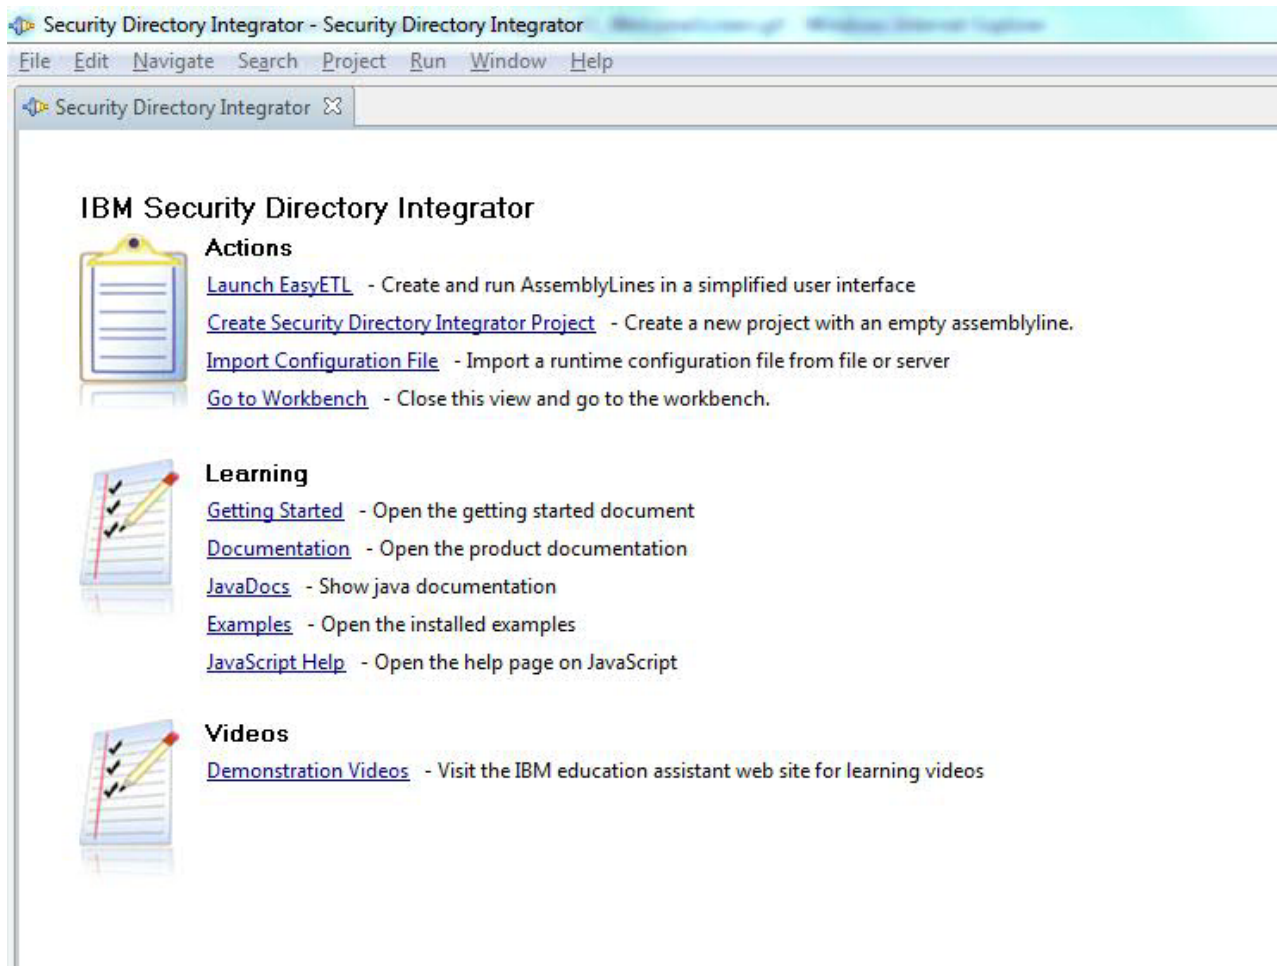 Security Directory Integrator - Security Directory Integrator
File Edit Navigate Search Project Run Window Help
Security Directory Integrator
IBM Security Directory Integrator
Actions
Launch EasyETL - Create and run AssemblyLines in a simplified user interface
Create Security Directory Integrator Project - Create a new project with an empty assemblyline.
Import Configuration File - Import a runtime configuration file from file or server
Go to Workbench - Close this view and go to the workbench.
Learning
Getting Started - Open the getting started document
Documentation - Open the product documentation
JavaDocs - Show java documentation
Examples - Open the installed examples
JavaScript Help - Open the help page on JavaScript
Videos
Demonstration Videos - Visit the IBM education assistant web site for learning videos